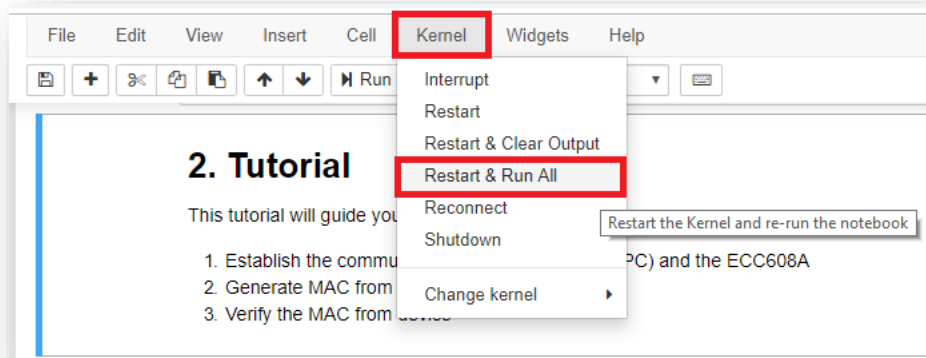 File Edit View Insert Cell Kernel Widgets Help
Run
Interrupt
Restart
Restart & Clear Output
Restart & Run All
Reconnect
Shutdown
Change kernel
Restart the Kernel and re-run the notebook
2. Tutorial
This tutorial will guide you
1. Establish the commu PC) and the ECC608A
2. Generate MAC from
3. Verify the MAC from device